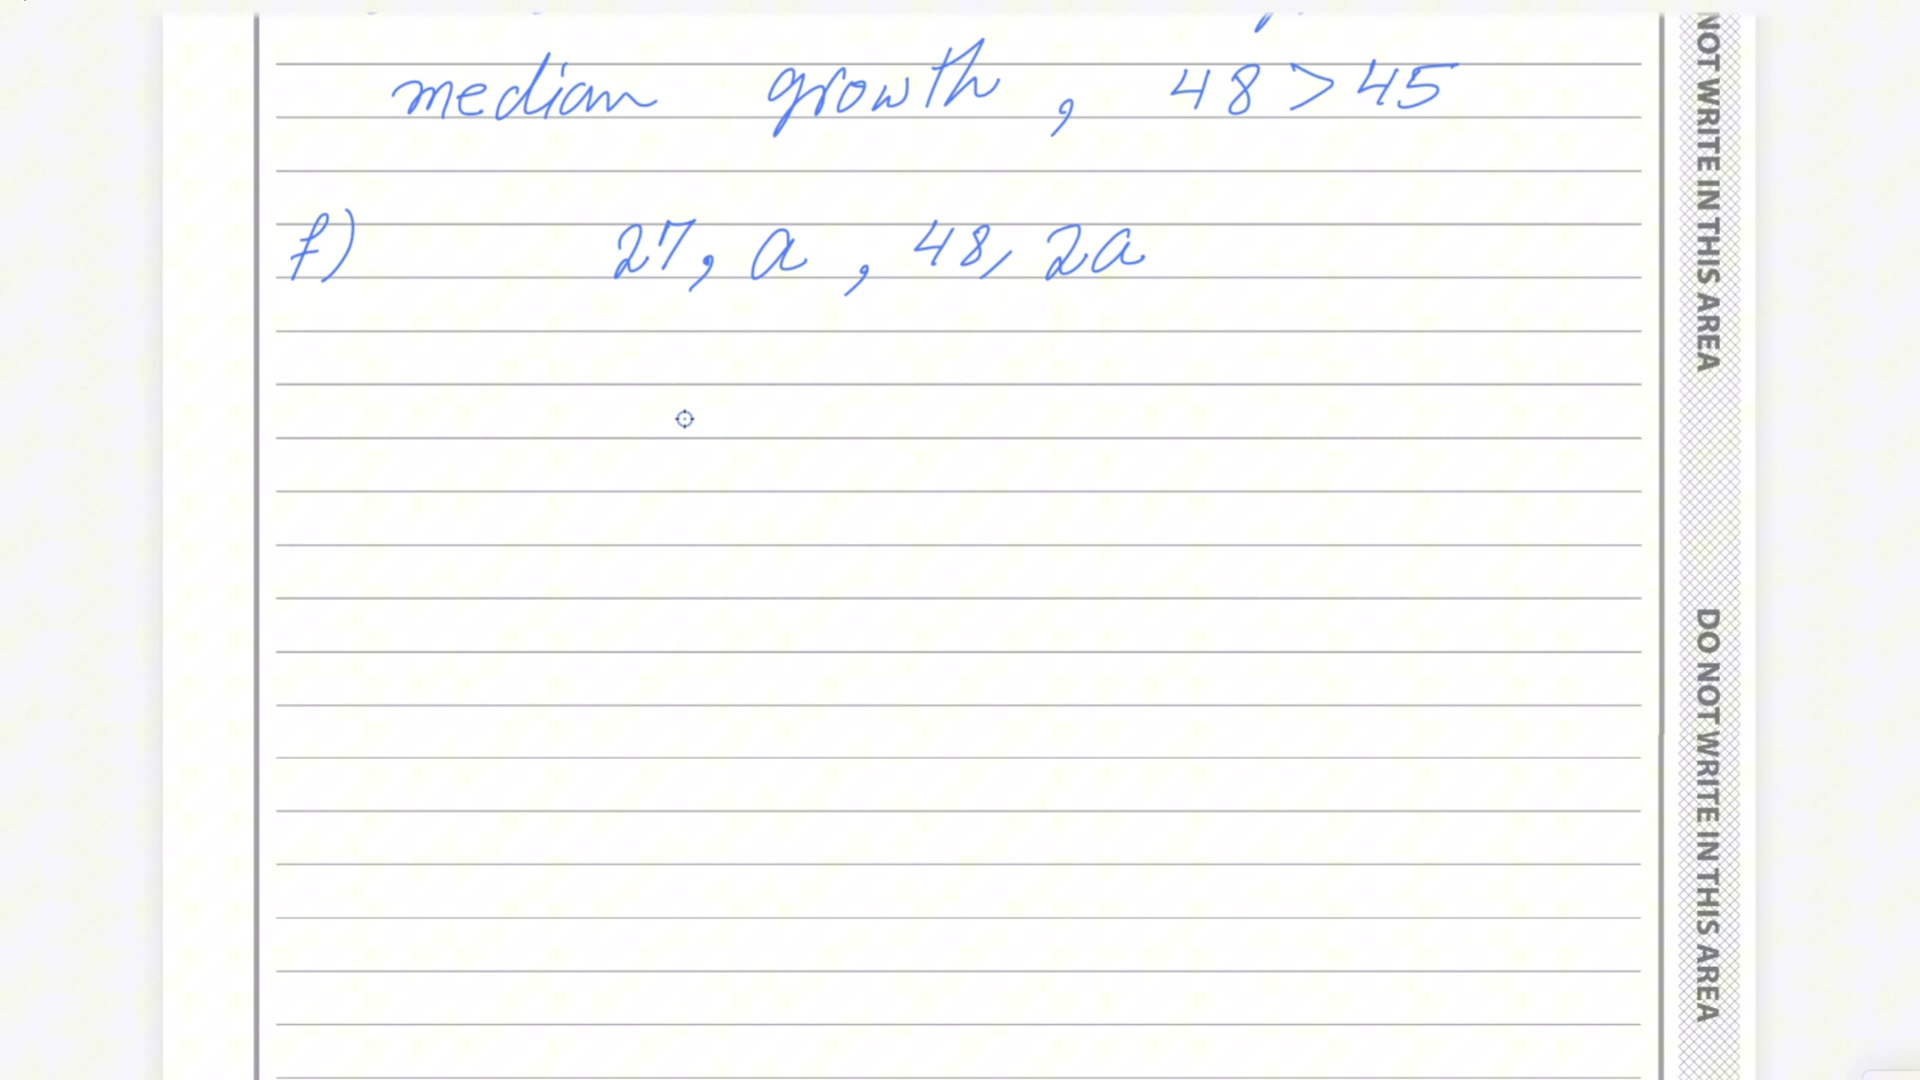 median growth, 48 > 45
f) 27, a, 48, 2a
NOT WRITE IN THIS AREA
DO NOT WRITE IN THIS AREA